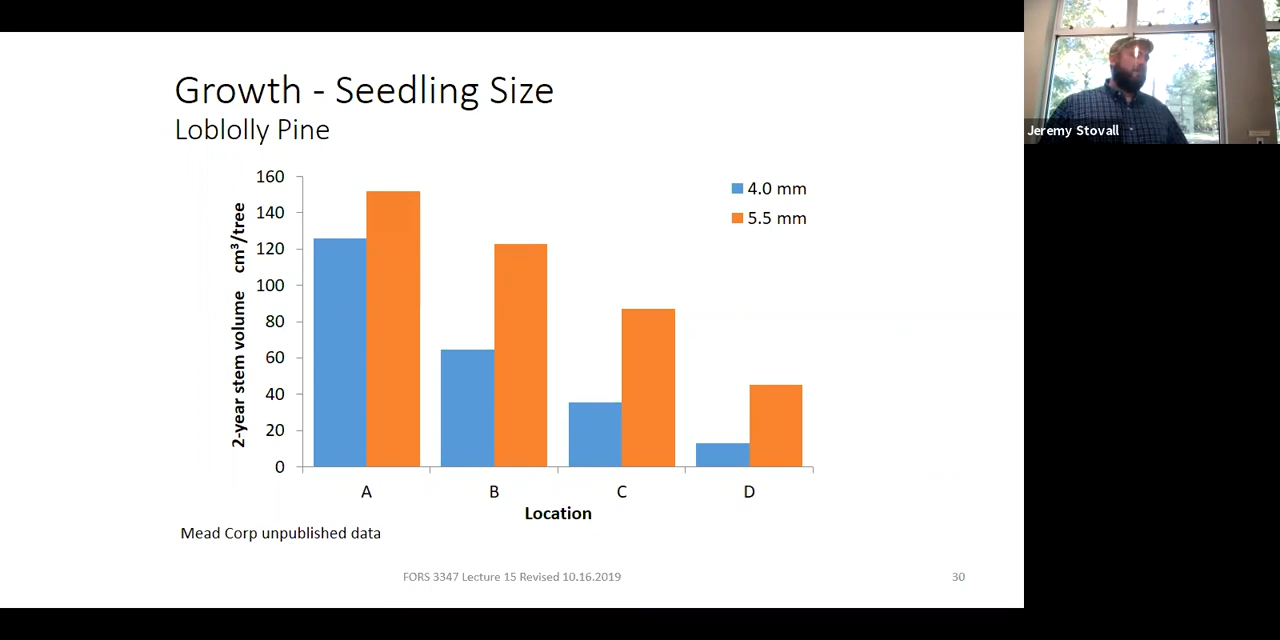 Growth - Seedling Size
Loblolly Pine
2-year stem volume cm³/tree
160
140
120
100
80
60
40
20
0
4.0 mm
5.5 mm
A B C D
Location
Mead Corp unpublished data
FORS 3347 Lecture 15 Revised 10.16.2019
30
Jeremy Stovall